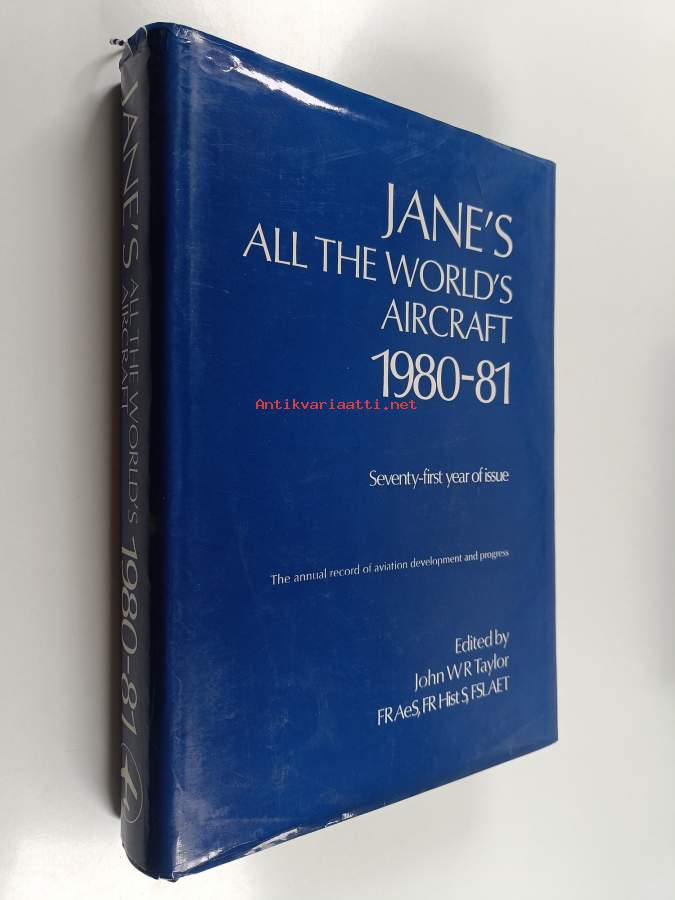 JANE'S
ALL THE WORLD'S
AIRCRAFT
1980-81
Antikvariaatti.net
Seventy-first year of issue
The annual record of aviation development and progress
Edited by
John W R Taylor
FRAeS, FR Hist S, FSLAET
JANE'S ALL THE WORLD'S
AIRCRAFT 1980-81